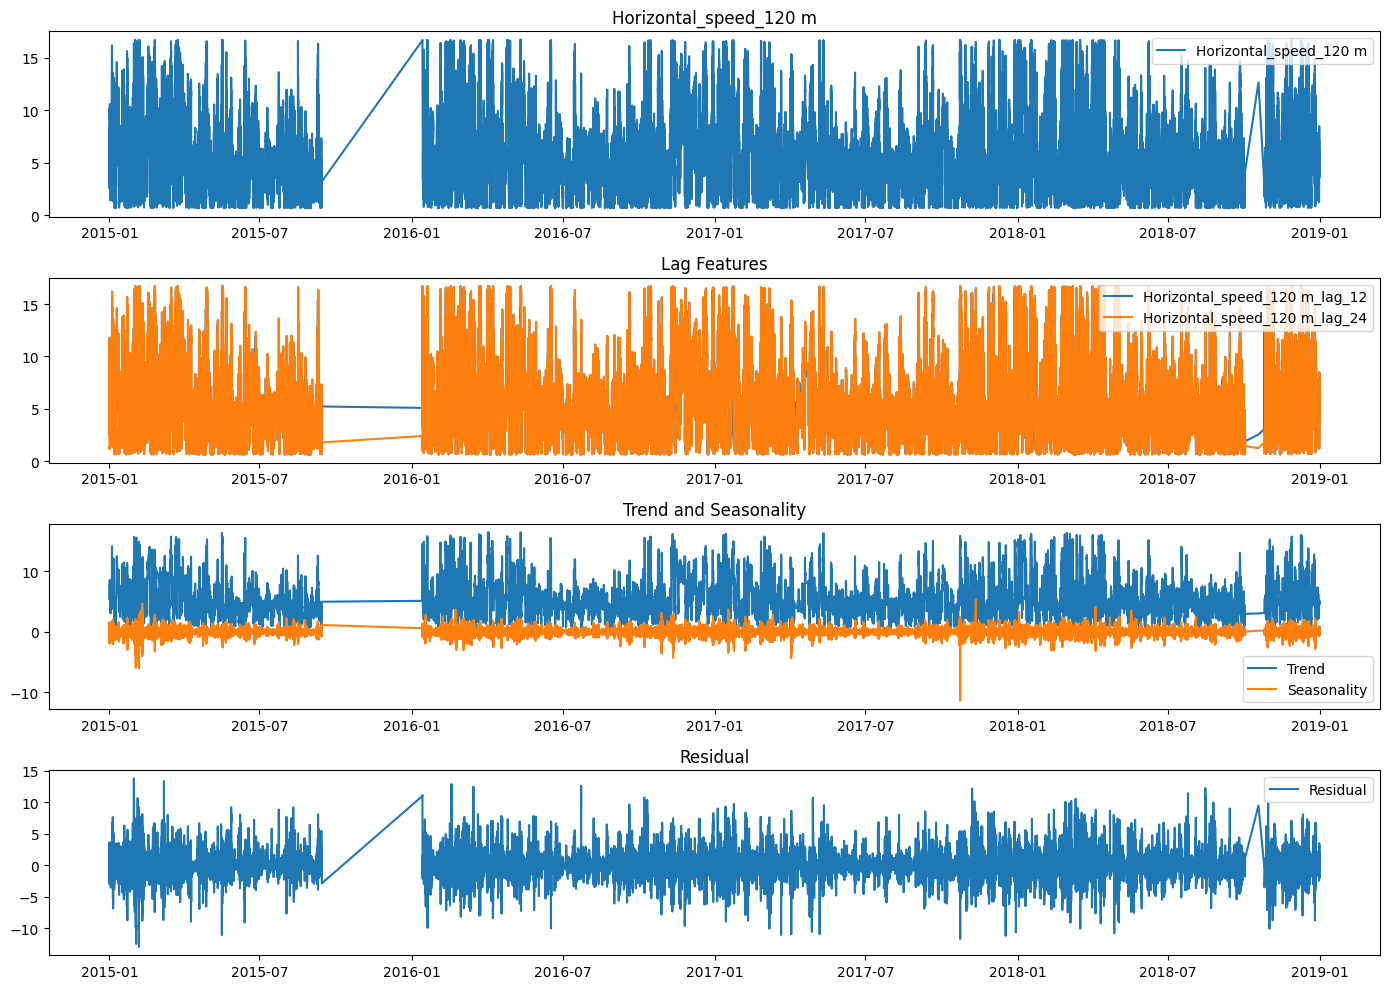 Horizontal_speed_120 m
15
10
5
0
Horizontal_speed_120 m
2015-01 2015-07 2016-01 2016-07 2017-01 2017-07 2018-01 2018-07 2019-01
Lag Features
15
10
5
0
Horizontal_speed_120 m_lag_12
Horizontal_speed_120 m_lag_24
2015-01 2015-07 2016-01 2016-07 2017-01 2017-07 2018-01 2018-07 2019-01
Trend and Seasonality
10
0
−10
Trend
Seasonality
2015-01 2015-07 2016-01 2016-07 2017-01 2017-07 2018-01 2018-07 2019-01
Residual
15
10
5
0
−5
−10
Residual
2015-01 2015-07 2016-01 2016-07 2017-01 2017-07 2018-01 2018-07 2019-01